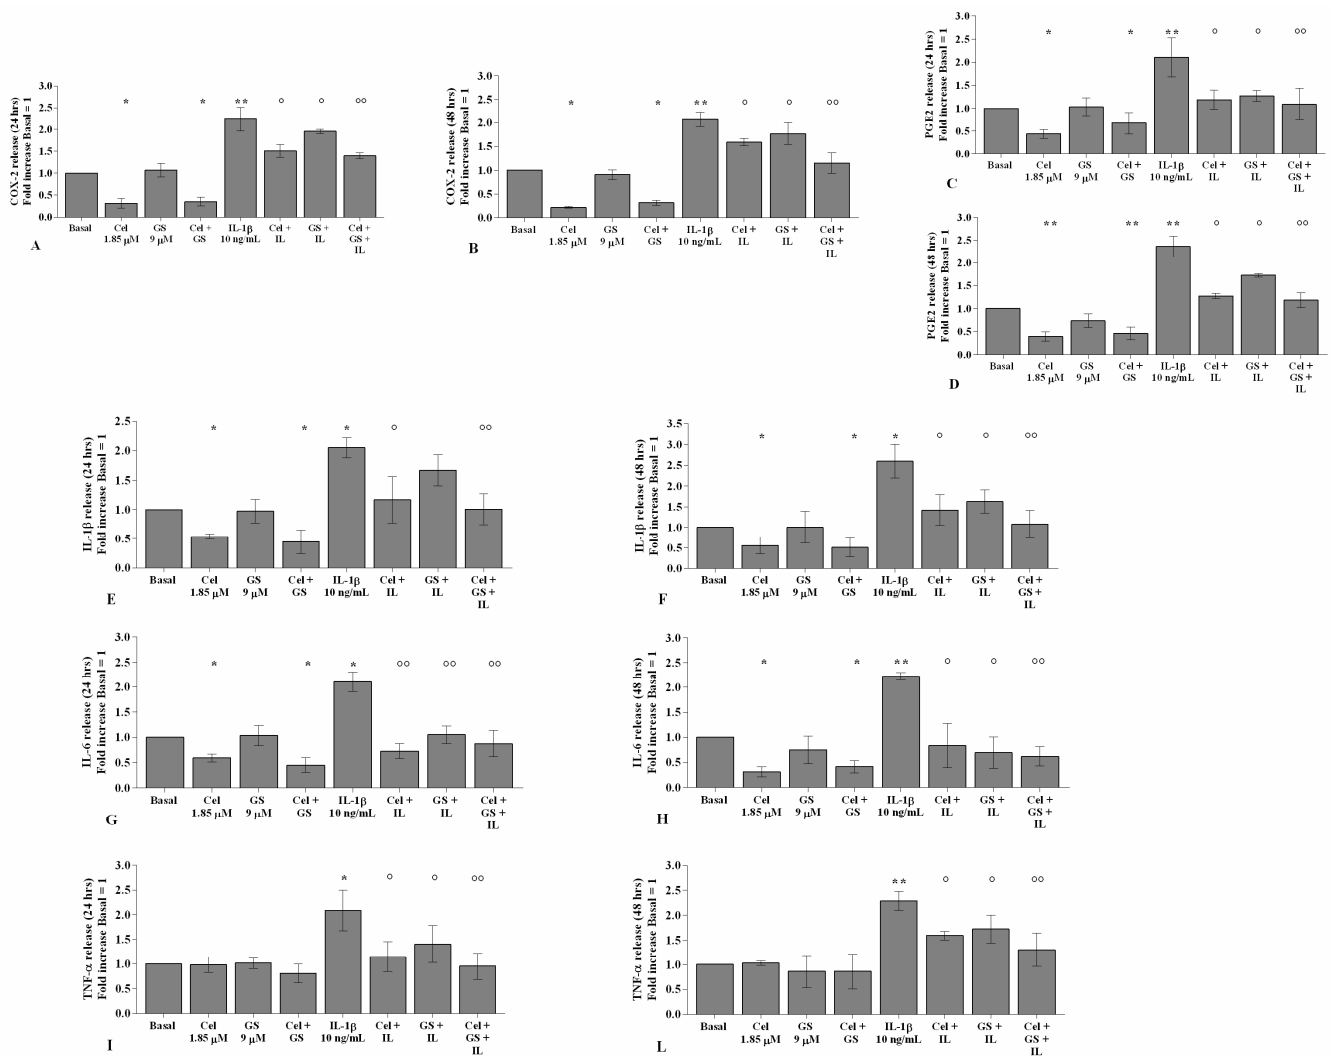 COX-2 release (24 hrs)
Fold increase Basal = 1
3.0
2.5
2.0
1.5
1.0
0.5
0.0
* * ** ° ° °°
Basal Cel GS Cel + IL-1β Cel + GS + Cel +
1.85 μM 9 μM GS 10 ng/mL IL IL GS +
IL
A
COX-2 release (48 hrs)
Fold increase Basal = 1
3.0
2.5
2.0
1.5
1.0
0.5
0.0
* * ** ° ° °°
Basal Cel GS Cel + IL-1β Cel + GS + Cel +
1.85 μM 9 μM GS 10 ng/mL IL IL GS +
IL
B
PGE2 release (24 hrs)
Fold increase Basal = 1
3.0
2.5
2.0
1.5
1.0
0.5
0.0
* * ** ° ° °°
Basal Cel GS Cel + IL-1β Cel + GS + Cel +
1.85 μM 9 μM GS 10 ng/mL IL IL GS +
IL
C
PGE2 release (48 hrs)
Fold increase Basal = 1
3.0
2.5
2.0
1.5
1.0
0.5
0.0
** ** ** ° ° °°
Basal Cel GS Cel + IL-1β Cel + GS + Cel +
1.85 μM 9 μM GS 10 ng/mL IL IL GS +
IL
D
IL-1β release (24 hrs)
Fold increase Basal = 1
2.5
2.0
1.5
1.0
0.5
0.0
* * * ° °°
Basal Cel GS Cel + IL-1β Cel + GS + Cel +
1.85 μM 9 μM GS 10 ng/mL IL IL GS +
IL
E
IL-1β release (48 hrs)
Fold increase Basal = 1
3.5
2.5
2.0
1.5
1.0
0.5
0.0
* * * ° ° °°
Basal Cel GS Cel + IL-1β Cel + GS + Cel +
1.85 μM 9 μM GS 10 ng/mL IL IL GS +
IL
F
IL-6 release (24 hrs)
Fold increase Basal = 1
3.0
2.5
2.0
1.5
1.0
0.5
0.0
* * * °° °° °°
Basal Cel GS Cel + IL-1β Cel + GS + Cel +
1.85 μM 9 μM GS 10 ng/mL IL IL GS +
IL
G
IL-6 release (48 hrs)
Fold increase Basal = 1
3.0
2.5
2.0
1.5
1.0
0.5
0.0
* * ** ° ° °°
Basal Cel GS Cel + IL-1β Cel + GS + Cel +
1.85 μM 9 μM GS 10 ng/mL IL IL GS +
IL
H
TNF-α release (24 hrs)
Fold increase Basal = 1
3.0
2.5
2.0
1.5
1.0
0.5
0.0
* ° ° °°
Basal Cel GS Cel + IL-1β Cel + GS + Cel +
1.85 μM 9 μM GS 10 ng/mL IL IL GS +
IL
I
TNF-α release (48 hrs)
Fold increase Basal = 1
3.0
2.5
2.0
1.5
1.0
0.5
0.0
** ° ° °°
Basal Cel GS Cel + IL-1β Cel + GS + Cel +
1.85 μM 9 μM GS 10 ng/mL IL IL GS +
IL
L